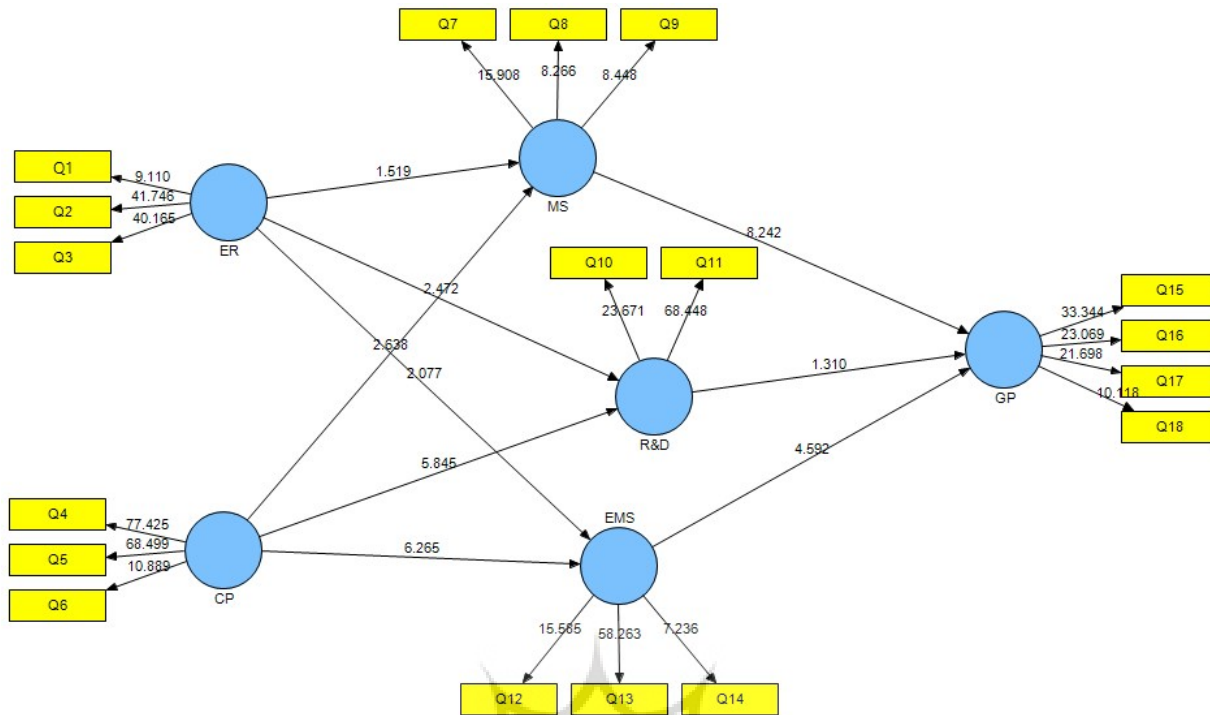 Q7
Q8
Q9
15.908
8.266
8.448
MS
Q1
Q2
Q3
9.110
41.746
40.165
ER
1.519
2.472
2.638
2.077
8.242
Q10
Q11
23.671
68.448
R&D
1.310
GP
33.344
23.069
21.698
10.118
Q15
Q16
Q17
Q18
5.845
4.592
Q4
Q5
Q6
77.425
68.499
10.889
CP
6.265
EMS
15.585
58.263
7.236
Q12
Q13
Q14